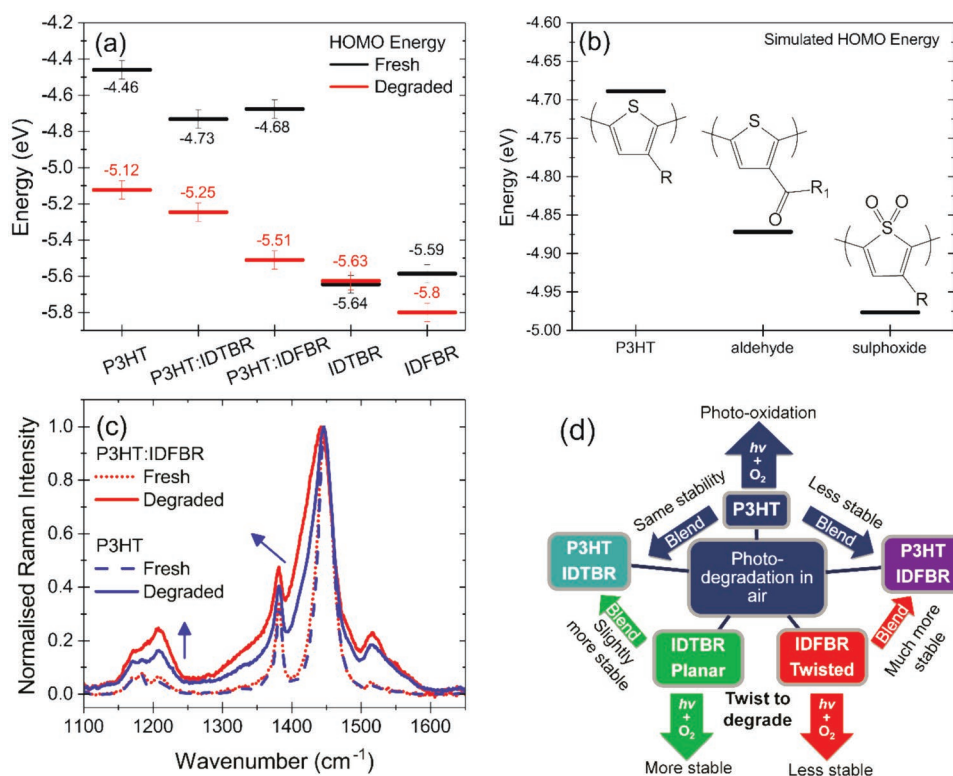 (a)
HOMO Energy
Fresh
Degraded
Energy (eV)
-4.2
-4.4
-4.6
-4.8
-5.0
-5.2
-5.4
-5.6
-5.8
-4.46
-4.73
-4.68
-5.12
-5.25
-5.51
-5.63
-5.64
-5.59
-5.8
P3HT
P3HT:IDTBR
P3HT:IDFBR
IDTBR
IDFBR
(b)
Simulated HOMO Energy
Energy (eV)
-4.60
-4.65
-4.70
-4.75
-4.80
-4.85
-4.90
-4.95
-5.00
S
R
S
R1
O
O
O
S
R
P3HT
aldehyde
sulphoxide
(c)
P3HT:IDFBR
Fresh
Degraded
P3HT
Fresh
Degraded
Normalised Raman Intensity
1.0
0.8
0.6
0.4
0.2
0.0
1100
1200
1300
1400
1500
1600
Wavenumber (cm⁻¹)
(d)
Photo-oxidation
hv
+
O₂
P3HT
Same stability
Blend
Less stable
Blend
P3HT
IDTBR
Photo-
degradation in
air
P3HT
IDFBR
Blend
Slightly
more stable
Blend
Much more
stable
IDTBR
Planar
IDFBR
Twisted
Twist to
degrade
hv
+
O₂
hv
+
O₂
More stable
Less stable